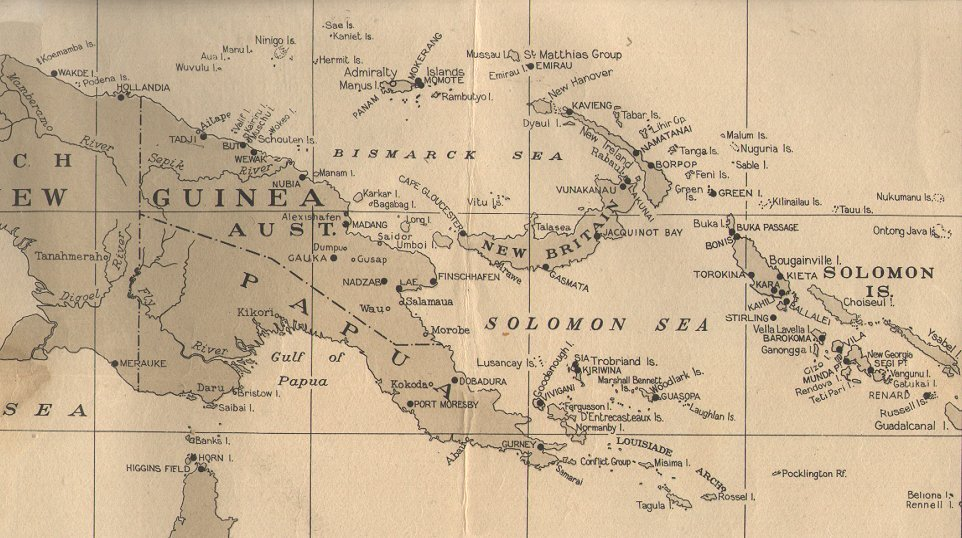 Sae Is.
Kaniet Is.
Koemamba Is.
WAKDE I.
Podena Is.
HOLLANDIA
Manu I.
Aua I.
Wuvulu I.
Ninigo Is.
Hermit Is.
MOKERANG
Admiralty Islands
Manus I.
MOMOTE
PANAM
Rambutyo I.
Mussau I.
St Matthias Group
Emirau I.
EMIRAU
New Hanover
KAVIENG
Dyaul I.
Tabar Is.
Lihir Gp.
NAMATANAI
New Ireland
Rabaul
Tanga Is.
BORPOP
Feni Is.
Malum Is.
Nuguria Is.
Sable I.
Green Is.
GREEN I.
Kilinailau Is.
Tauu Is.
Nukumanu Is.
Ontong Java Is.
Mamberamo River
Aitape
TADJI
Valif I.
Karini I.
Muschu I.
Mokeo
BUT
Schouten Is.
WEWAK
Sepik River
NUBIA
Manam I.
BISMARCK SEA
CH
EW GUINEA
AUST.
Karkar I.
Bagabag I.
Alexishafen
MADANG
Saidor
Long I.
Umboi I.
CAPE GLOUCESTER
Vitu Is.
VUNAKANAU
LAKUNAI
Talasea
NEW BRITAIN
JACQUINOT BAY
GASMATA
Arawe
Dumpu
GAUKA
Gusap
NADZAB
LAE
FINSCHHAFEN
Salamaua
Wau
Morobe
Buka I.
BUKA PASSAGE
BONIS
Bougainville I.
TOROKINA
KIETA
KARA
KAHILI
BALLALEI
STIRLING
SOLOMON IS.
Choiseul I.
Ysabel I.
Vella Lavella I.
BAROKOMA
Ganongga I.
VILA
Gizo
MUNDA PT.
Rendova I.
Tetipari I.
New Georgia
SEGI PT.
Vangunu I.
Gatukai I.
RENARD
Russell Is.
Guadalcanal I.
Tanahmerah
River
Digoel
Fly River
PAPUA
Kikori
Gulf of Papua
MERAUKE
Daru
Bristow I.
Saibai I.
SEA
SOLOMON SEA
Lusancay Is.
SIA
Trobriand Is.
KIRIWINA
Goodenough I.
VIVIGANI
Marshall Bennett Is.
Woodlark Is.
GUASOPA
Laughlan Is.
Fergusson I.
D'Entrecasteaux Is.
Normanby I.
Kokoda
DOBADURA
PORT MORESBY
Abau
GURNEY
Samarai
LOUISIADE ARCHO
Conflict Group
Misima I.
Tagula I.
Rossel I.
Pocklington Rf.
Bellona I.
Rennell I.
Banks I.
HORN I.
HIGGINS FIELD